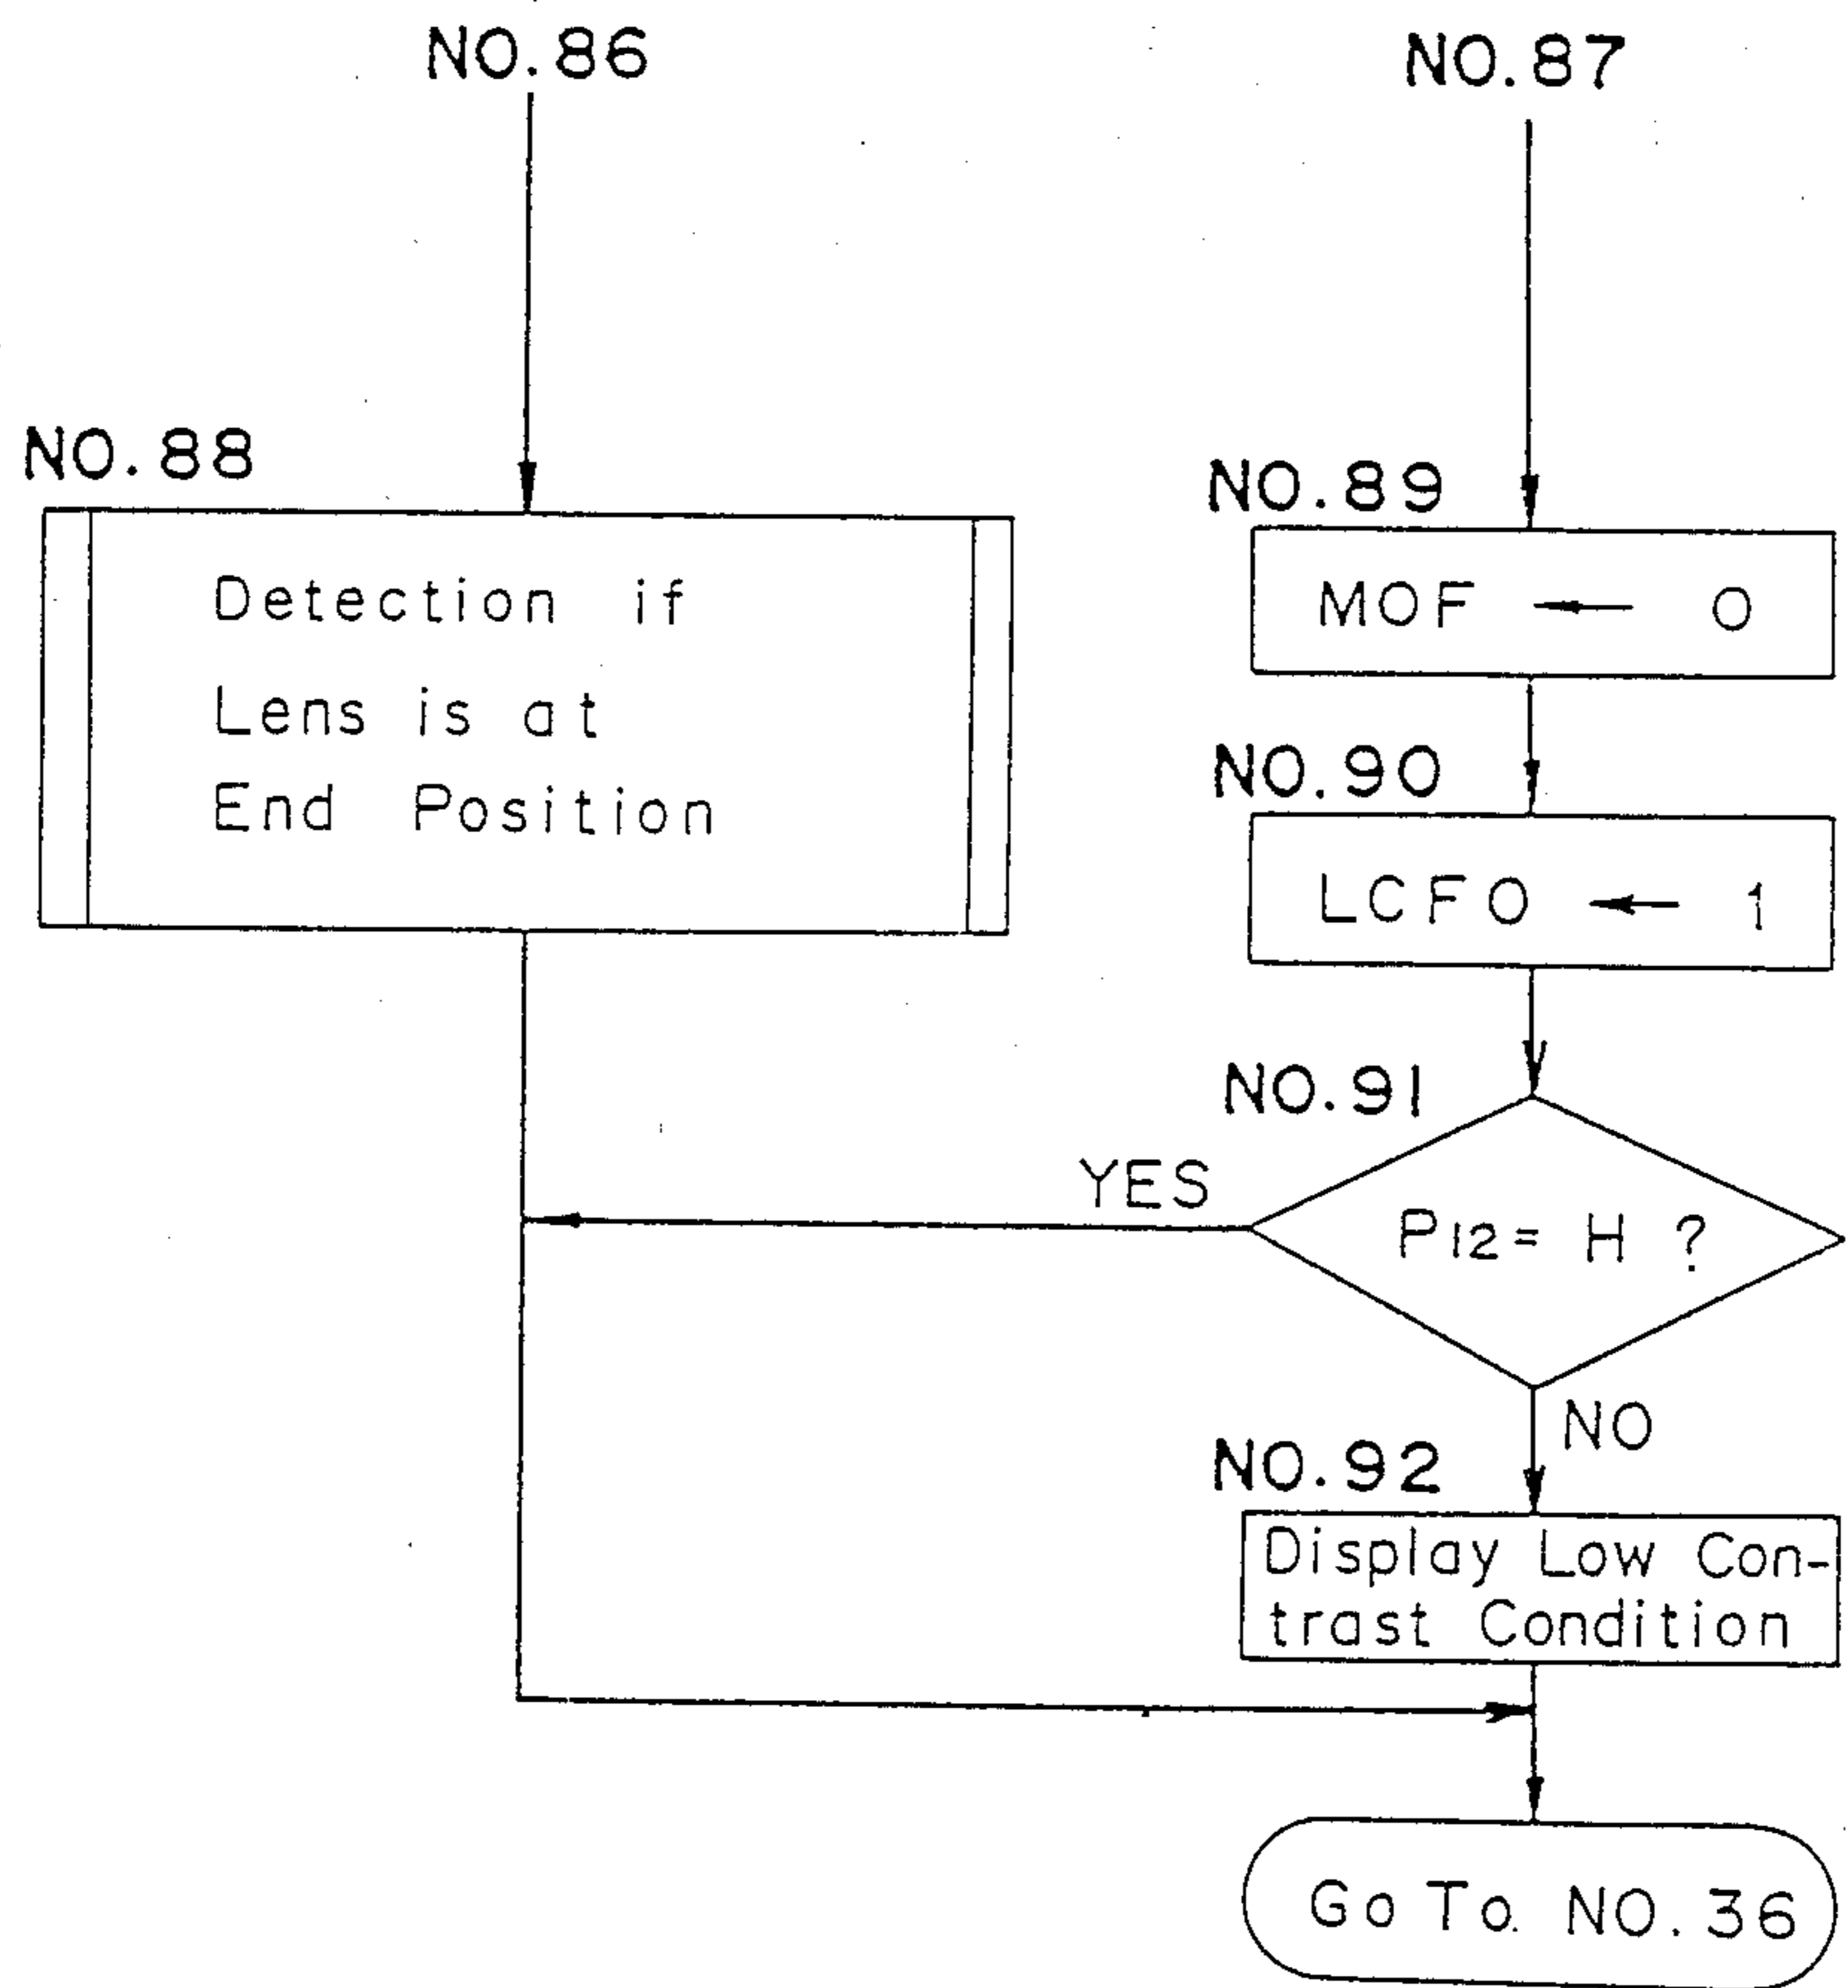 NO.86
NO.87
NO.88
Detection if
Lens is at
End Position
NO.89
MOF ← 0
NO.90
LCFO ← 1
NO.91
YES
P12= H ?
NO
NO.92
Display Low Con-
trast Condition
Go To NO.36